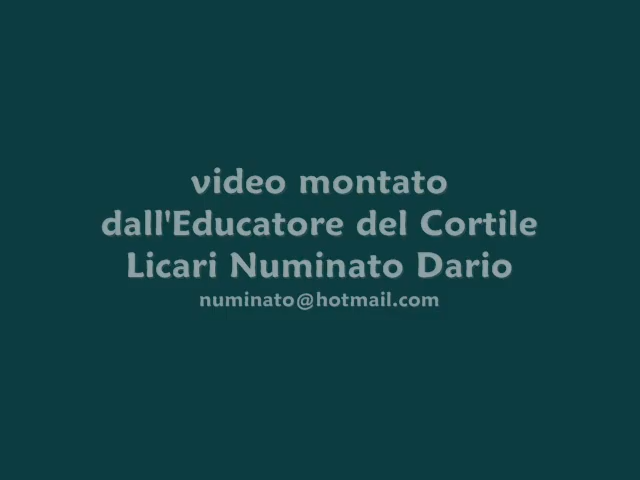 video montato
dall'Educatore del Cortile
Licari Numinato Dario
numinato@hotmail.com